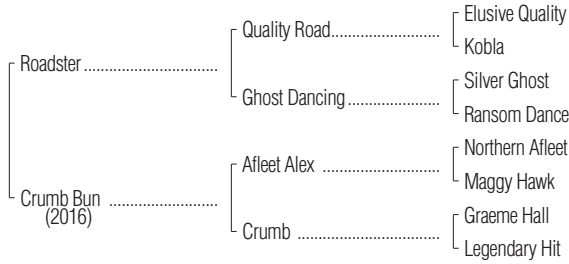 Elusive Quality
Quality Road
Kobla
Roadster
Silver Ghost
Ghost Dancing
Ransom Dance
Northern Afleet
Afleet Alex
Maggy Hawk
Crumb Bun
(2016)
Graeme Hall
Crumb
Legendary Hit